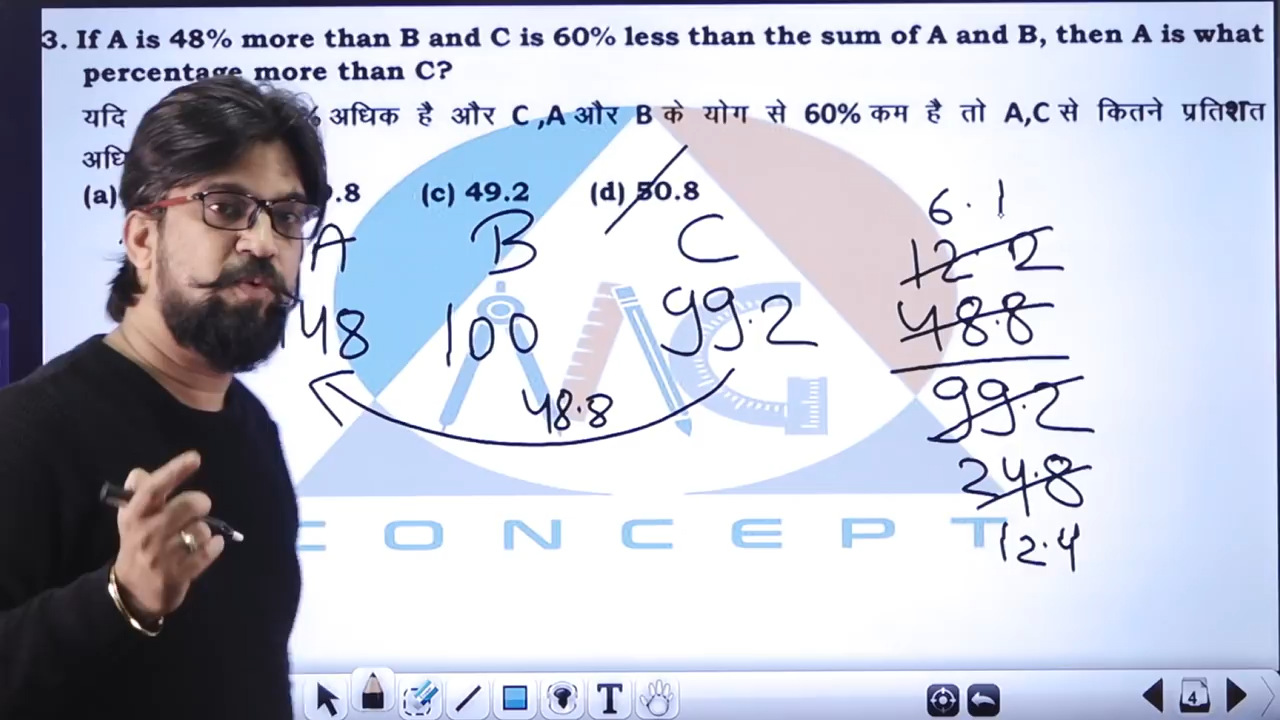 3. If A is 48% more than B and C is 60% less than the sum of A and B, then A is what
percentage more than C?
यदि % अधिक है और C ,A और B के योग से 60% कम है तो A,C से कितने प्रतिशत
(a) .8 (c) 49.2 (d) 50.8
A B C
48 100 99.2
48.8
6.1
12.2
48.8
99.2
24.8
12.4
CONCEPT
T
4